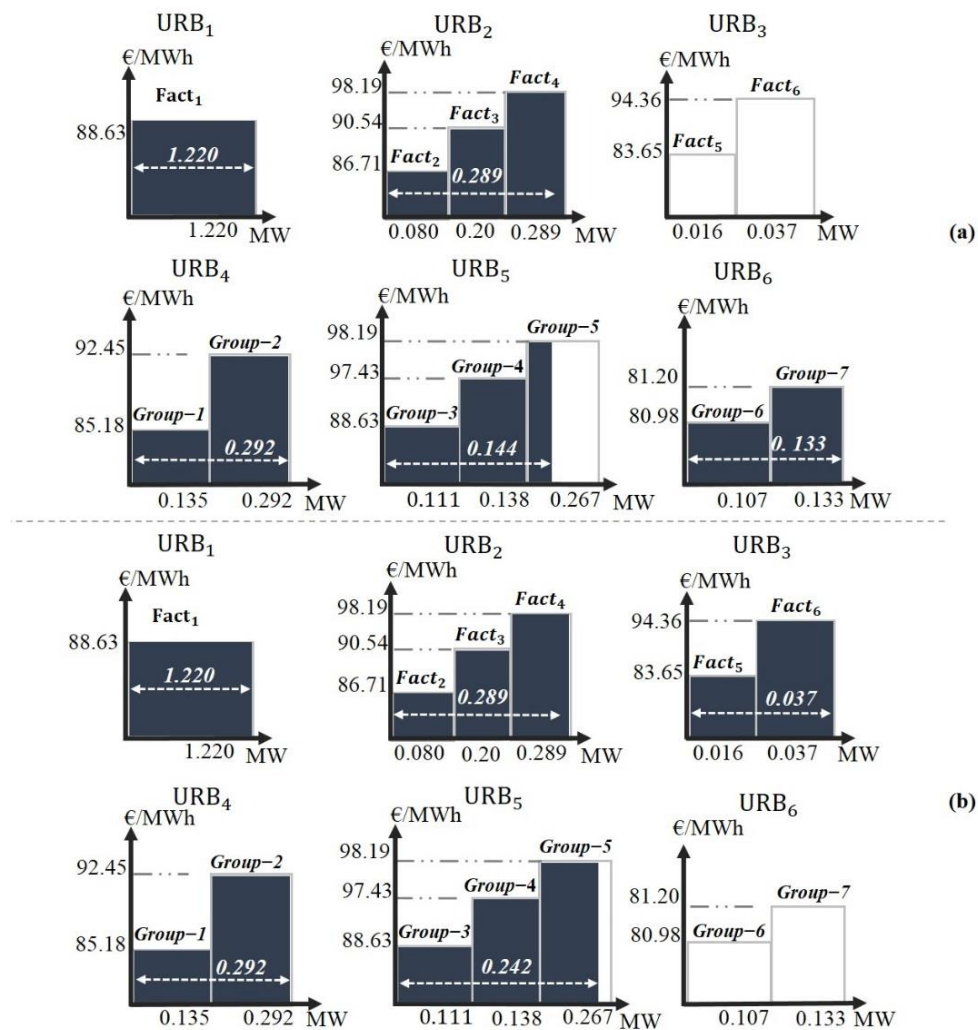 URB₁ URB₂ URB₃
€/MWh €/MWh €/MWh
Fact₁
88.63
1.220
1.220 MW
98.19
90.54
86.71
Fact₂ Fact₃ Fact₄
0.289
0.080 0.20 0.289 MW
94.36
83.65
Fact₅ Fact₆
0.016 0.037 MW
(a)
URB₄ URB₅ URB₆
€/MWh €/MWh €/MWh
92.45
85.18
Group−1 Group−2
0.292
0.135 0.292 MW
98.19
97.43
88.63
Group−3 Group−4 Group−5
0.144
0.111 0.138 0.267 MW
81.20
80.98
Group−6 Group−7
0.133
0.107 0.133 MW
URB₁ URB₂ URB₃
€/MWh €/MWh €/MWh
Fact₁
88.63
1.220
1.220 MW
98.19
90.54
86.71
Fact₂ Fact₃ Fact₄
0.289
0.080 0.20 0.289 MW
94.36
83.65
Fact₅ Fact₆
0.037
0.016 0.037 MW
(b)
URB₄ URB₅ URB₆
€/MWh €/MWh €/MWh
92.45
85.18
Group−1 Group−2
0.292
0.135 0.292 MW
98.19
97.43
88.63
Group−3 Group−4 Group−5
0.242
0.111 0.138 0.267 MW
81.20
80.98
Group−6 Group−7
0.107 0.133 MW